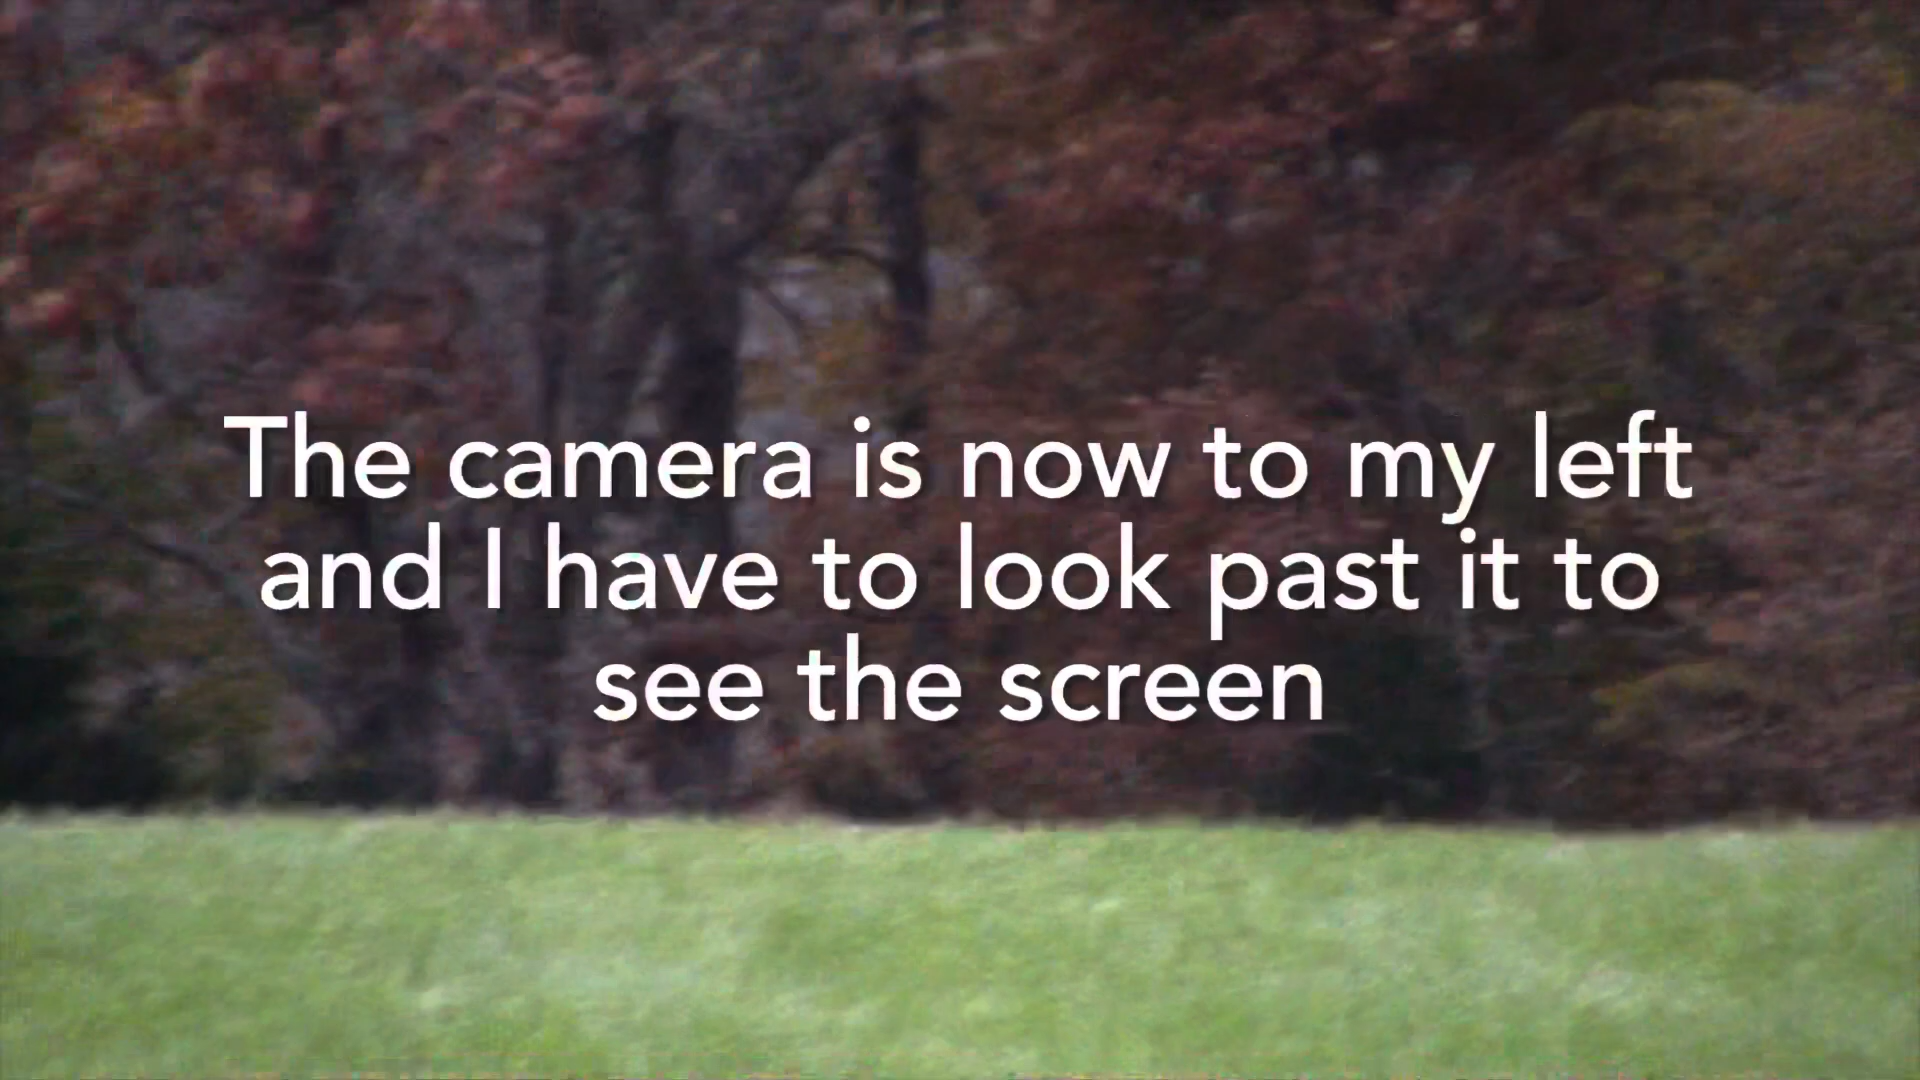 The camera is now to my left
and I have to look past it to
see the screen